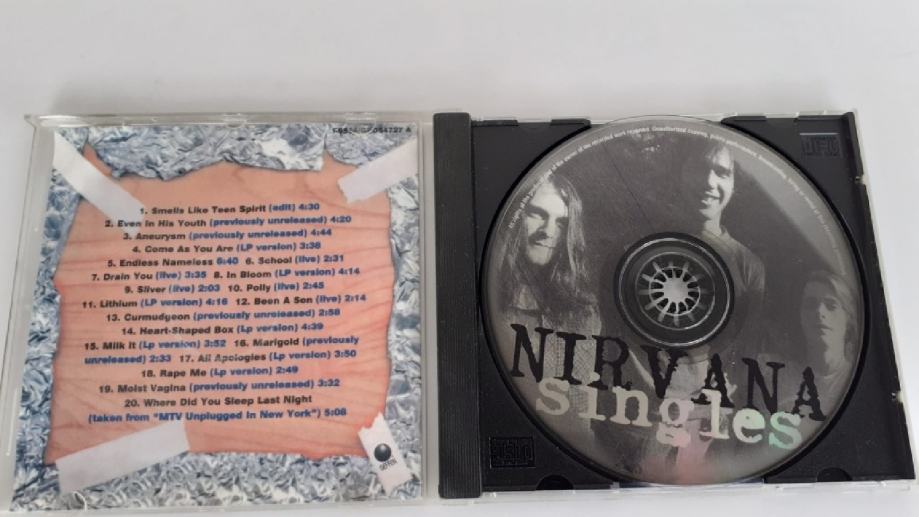 1. Smells Like Teen Spirit (edit) 4:30
2. Even In His Youth (previously unreleased) 4:20
3. Aneurysm (previously unreleased) 4:44
4. Come As You Are (LP version) 3:38
5. Endless Nameless 6:40 6. School (live) 2:31
7. Drain You (live) 3:35 8. In Bloom (LP version) 4:14
9. Sliver (live) 2:03 10. Polly (live) 2:45
11. Lithium (LP version) 4:16 12. Been A Son (live) 2:14
13. Curmudgeon (previously unreleased) 2:58
14. Heart-Shaped Box (Lp version) 4:39
15. Milk It (Lp version) 3:52 16. Marigold (previously
unreleased) 2:33 17. All Apologies (Lp version) 3:50
18. Rape Me (Lp version) 2:49
19. Moist Vagina (previously unreleased) 3:32
20. Where Did You Sleep Last Night
(taken from "MTV Unplugged In New York") 5:08
NIRVANA
singles